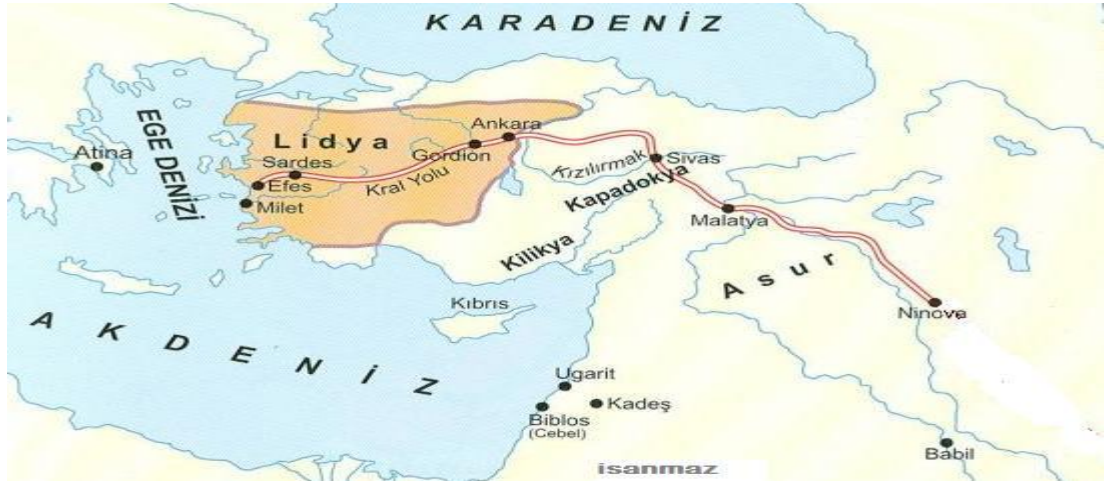 KARADENİZ
EGE DENİZİ
Atina
Lidya
Sardes
Efes
Milet
Kral Yolu
Gordion
Ankara
Kızılırmak
Sivas
Kapadokya
Malatya
Kilikya
Asur
Ninova
Kıbrıs
AKDENİZ
Ugarit
Kadeş
Biblos
(Cebel)
Babil
isanmaz